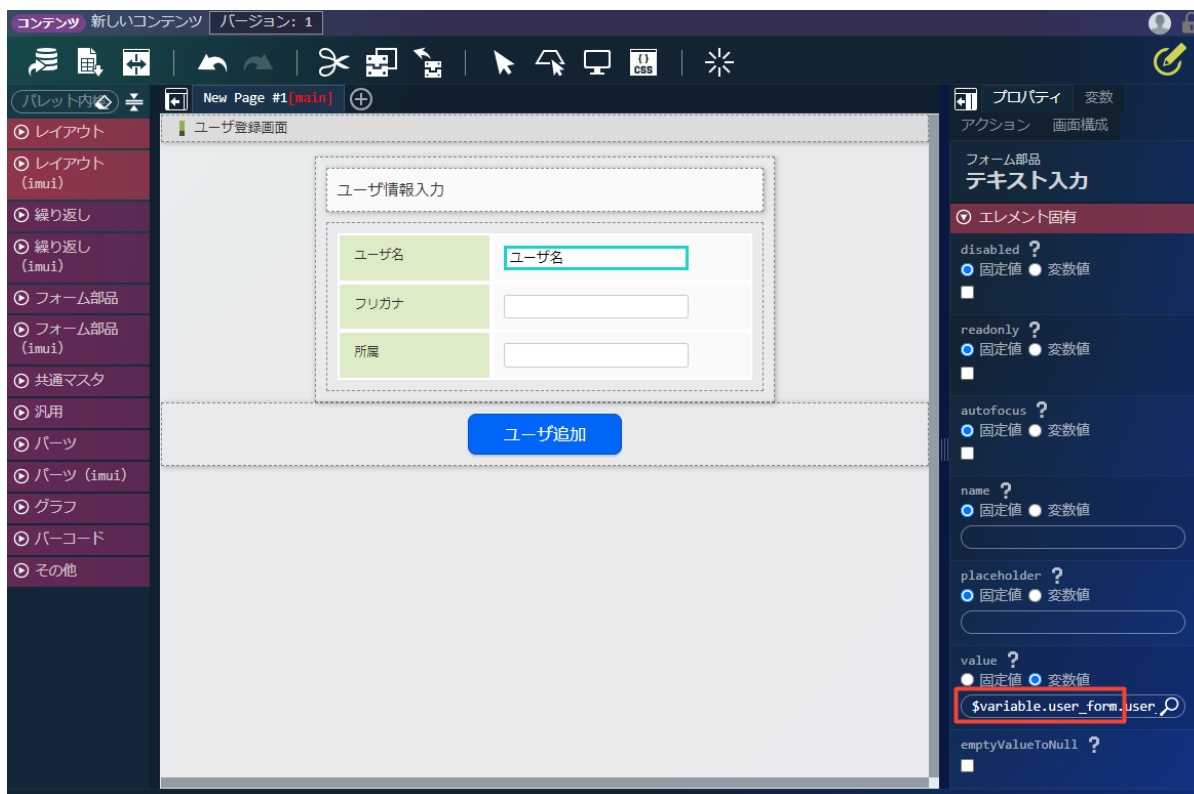 コンテンツ 新しいコンテンツ バージョン: 1
{} CSS
パレット内検
New Page #1[main]
プロパティ 変数
アクション 画面構成
レイアウト
レイアウト
(imui)
繰り返し
繰り返し
(imui)
フォーム部品
フォーム部品
(imui)
共通マスタ
汎用
パーツ
パーツ (imui)
グラフ
バーコード
その他
ユーザ登録画面
ユーザ情報入力
ユーザ名 ユーザ名
フリガナ
所属
ユーザ追加
フォーム部品
テキスト入力
エレメント固有
disabled ?
固定値 変数値
readonly ?
固定値 変数値
autofocus ?
固定値 変数値
name ?
固定値 変数値
placeholder ?
固定値 変数値
value ?
固定値 変数値
$variable.user_form.user_
emptyValueToNull ?